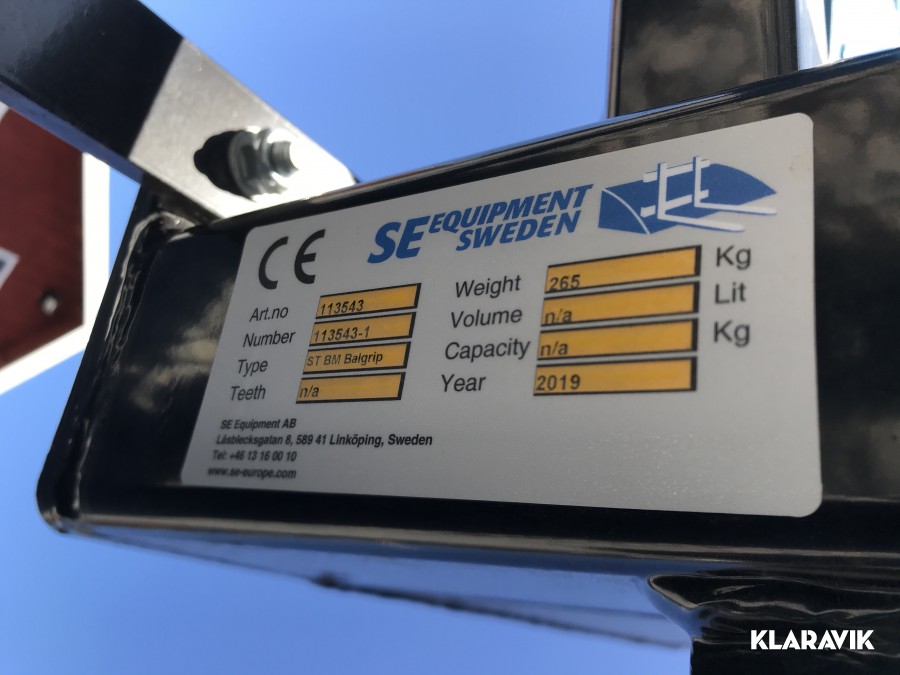 CE
SE EQUIPMENT
SWEDEN
Art.no 113543
Number 113543-1
Type ST BM Balgrip
Teeth n/a
Weight 265 Kg
Volume n/a Lit
Capacity n/a Kg
Year 2019
SE Equipment AB
Låsblecksgatan 8, 589 41 Linköping, Sweden
Tel: +46 13 16 00 10
www.se-europe.com
KLARAVIK